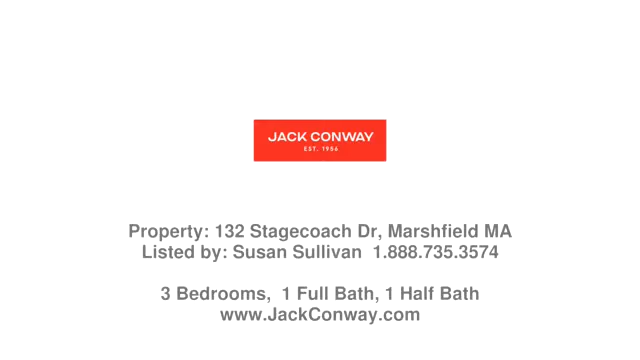 JACK CONWAY
EST. 1956
Property: 132 Stagecoach Dr, Marshfield MA
Listed by: Susan Sullivan  1.888.735.3574
3 Bedrooms,  1 Full Bath, 1 Half Bath
www.JackConway.com